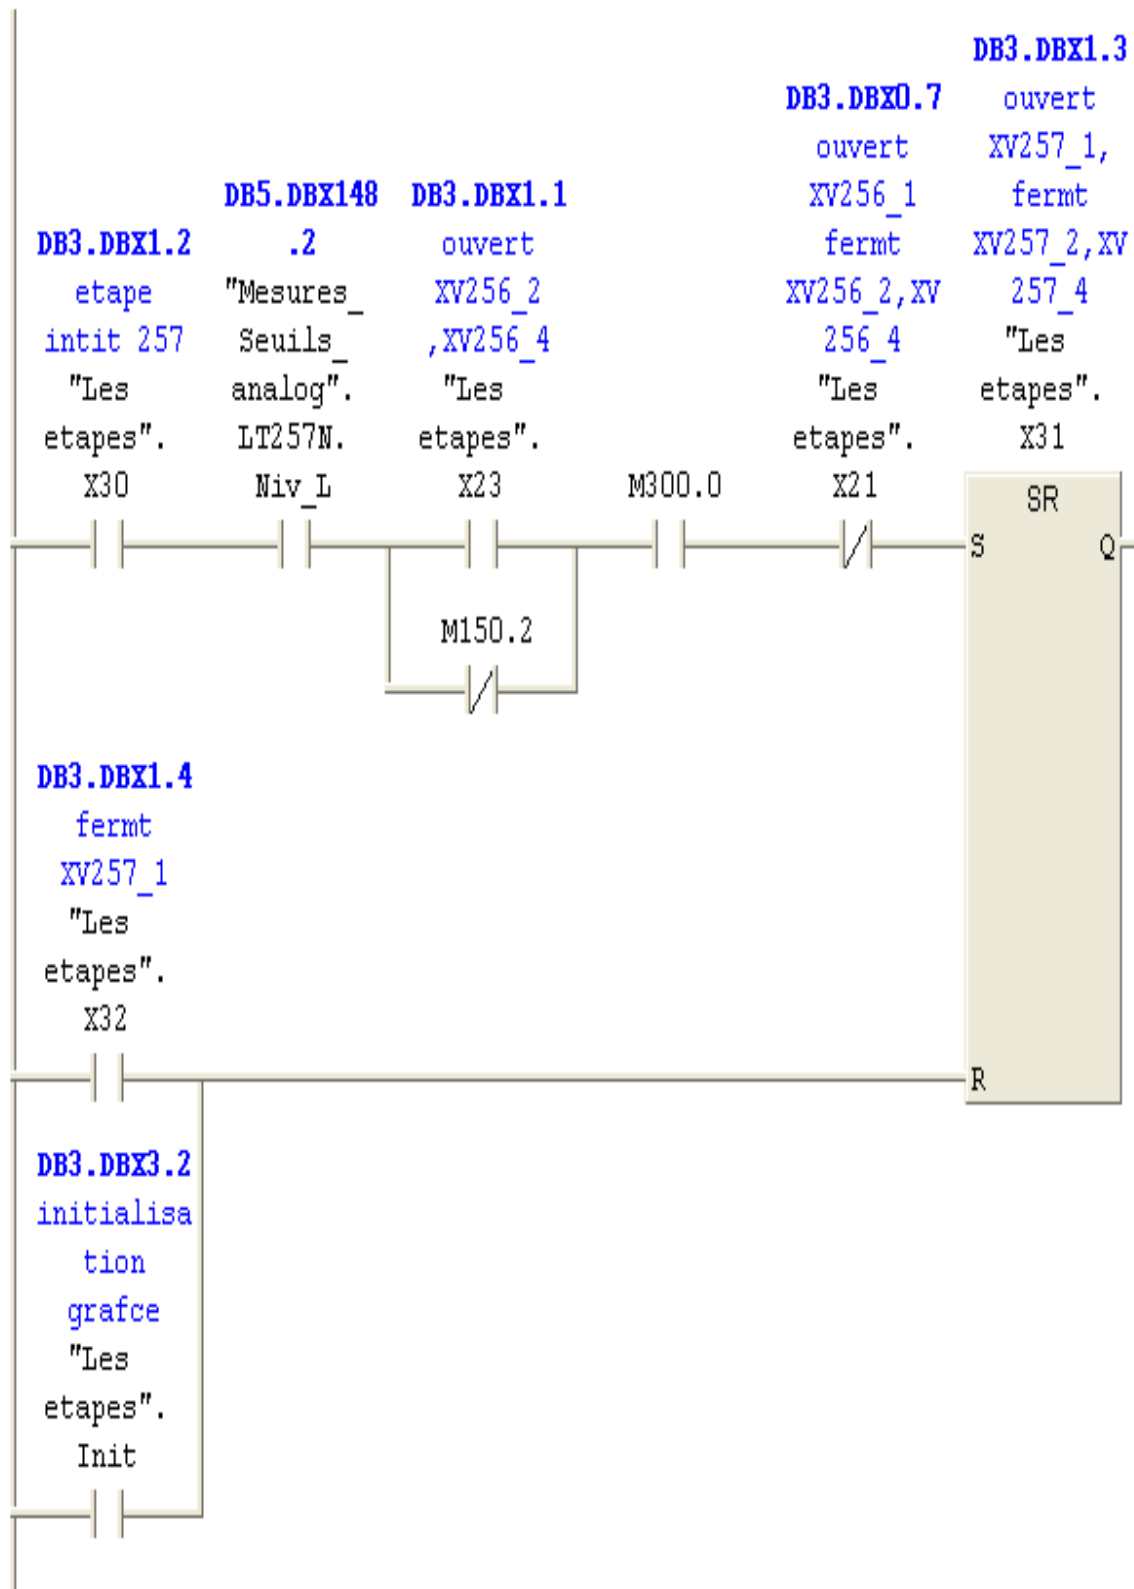 DB3.DBX1.3
ouvert
XV257_1,
fermt
XV257_2,XV
257_4
"Les
etapes".
X31
DB3.DBX0.7
ouvert
XV256_1
fermt
XV256_2,XV
256_4
"Les
etapes".
X21
DB5.DBX148
.2
"Mesures_
Seuils_
analog".
LT257N.
Niv_L
DB3.DBX1.1
ouvert
XV256_2
,XV256_4
"Les
etapes".
X23
DB3.DBX1.2
etape
intit 257
"Les
etapes".
X30
M300.0
SR
S
Q
M150.2
DB3.DBX1.4
fermt
XV257_1
"Les
etapes".
X32
R
DB3.DBX3.2
initialisa
tion
grafce
"Les
etapes".
Init